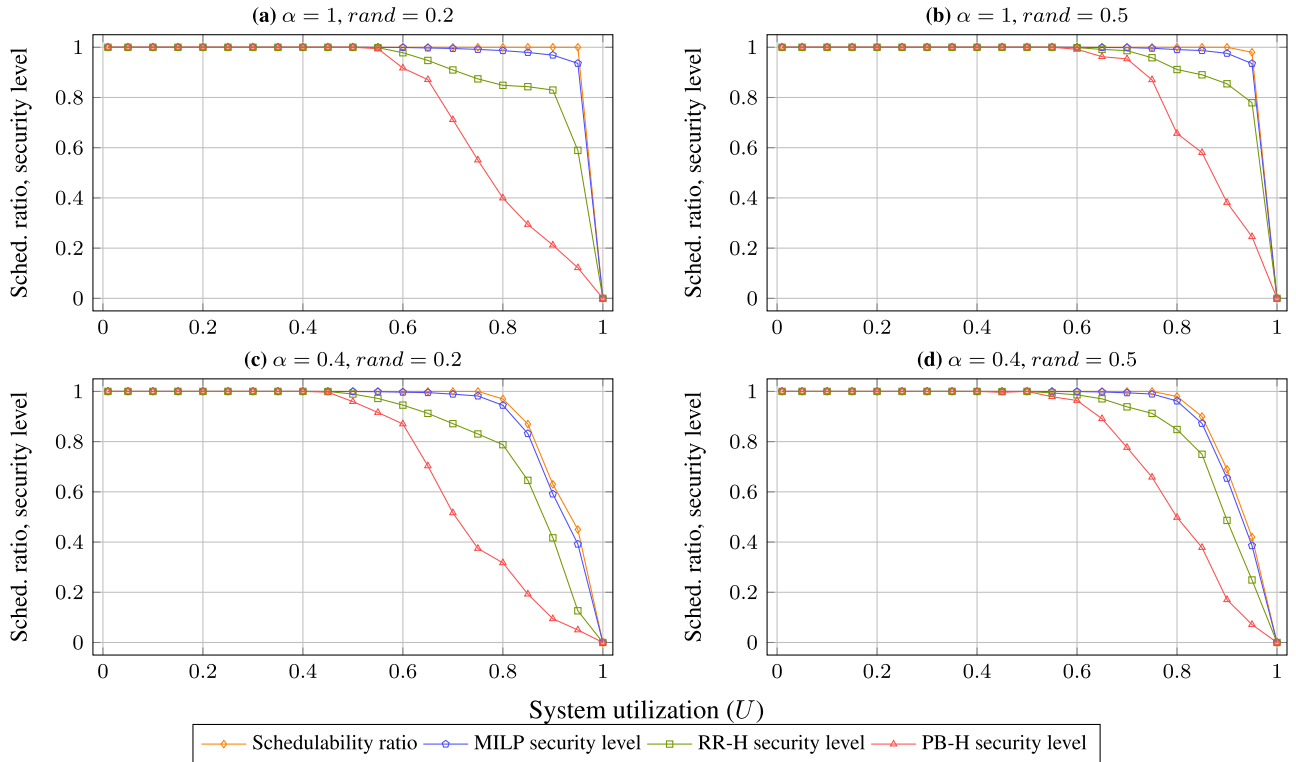 (a) α = 1, rand = 0.2
(b) α = 1, rand = 0.5
Sched. ratio, security level
1
0.8
0.6
0.4
0.2
0
0 0.2 0.4 0.6 0.8 1
Sched. ratio, security level
1
0.8
0.6
0.4
0.2
0
0 0.2 0.4 0.6 0.8 1
(c) α = 0.4, rand = 0.2
(d) α = 0.4, rand = 0.5
Sched. ratio, security level
1
0.8
0.6
0.4
0.2
0
0 0.2 0.4 0.6 0.8 1
Sched. ratio, security level
1
0.8
0.6
0.4
0.2
0
0 0.2 0.4 0.6 0.8 1
System utilization (U)
Schedulability ratio MILP security level RR-H security level PB-H security level